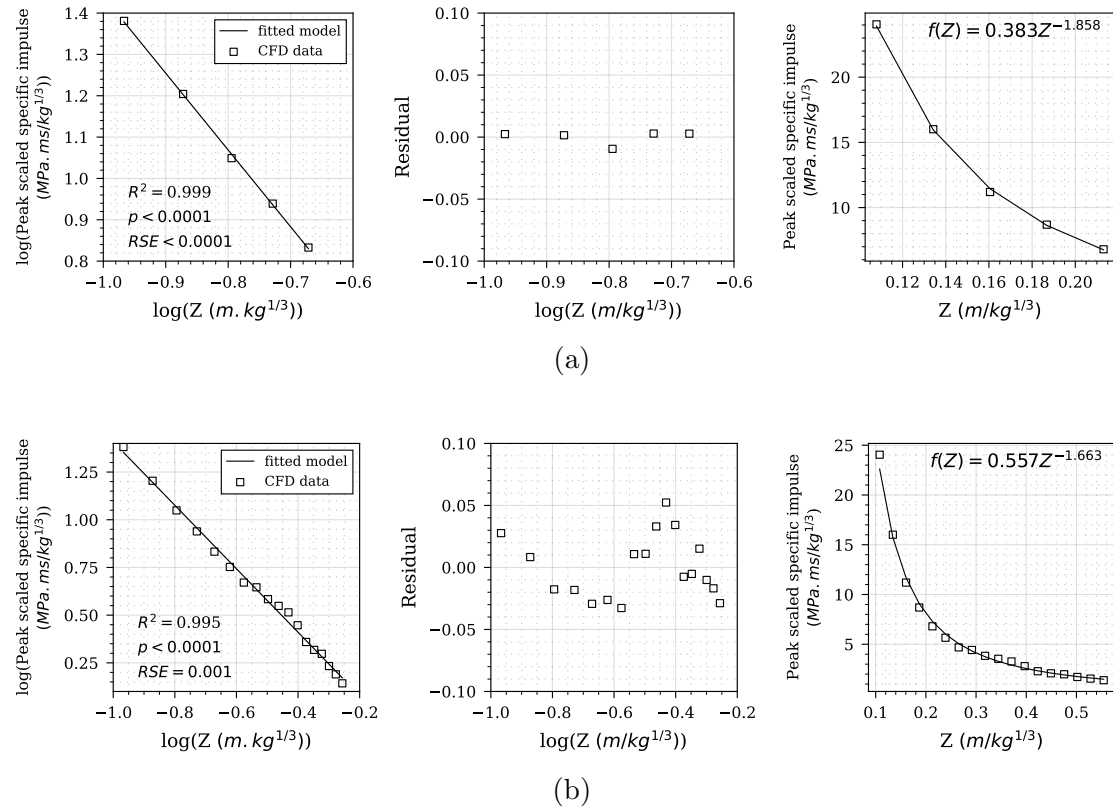 log(Peak scaled specific impulse
(MPa. ms/kg^{1/3}))
1.4
1.3
1.2
1.1
1.0
0.9
0.8
−1.0
−0.9
−0.8
−0.7
−0.6
log(Z (m. kg^{1/3}))
fitted model
CFD data
R² = 0.999
p < 0.0001
RSE < 0.0001
Residual
0.10
0.05
0.00
−0.05
−0.10
−1.0
−0.9
−0.8
−0.7
−0.6
log(Z (m/kg^{1/3}))
Peak scaled specific impulse
(MPa. ms/kg^{1/3})
20
15
10
0.12
0.14
0.16
0.18
0.20
Z (m/kg^{1/3})
f(Z) = 0.383Z^{−1.858}
(a)
log(Peak scaled specific impulse
(MPa. ms/kg^{1/3}))
1.25
1.00
0.75
0.50
0.25
−1.0
−0.8
−0.6
−0.4
−0.2
log(Z (m. kg^{1/3}))
fitted model
CFD data
R² = 0.995
p < 0.0001
RSE = 0.001
Residual
0.10
0.05
0.00
−0.05
−0.10
−1.0
−0.8
−0.6
−0.4
−0.2
log(Z (m/kg^{1/3}))
Peak scaled specific impulse
(MPa. ms/kg^{1/3})
25
20
15
10
5
0.1
0.2
0.3
0.4
0.5
Z (m/kg^{1/3})
f(Z) = 0.557Z^{−1.663}
(b)